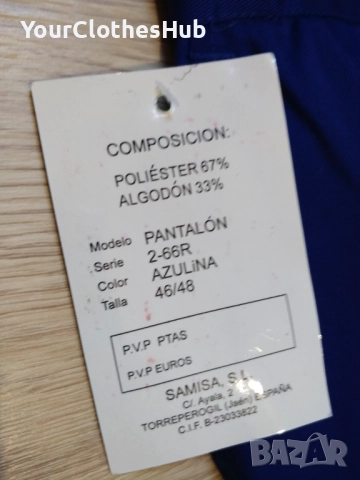 YourClothesHub
COMPOSICION:
POLIÉSTER 67%
ALGODÓN 33%
Modelo PANTALÓN
Serie 2-66R
Color AZULiNA
Talla 46/48
P.V.P PTAS
P.V.P EUROS
SAMISA, S.L.
C/. Ayala, 2
TORREPEROGIL (Jaén) ESPAÑA
C.I.F. B-23033822
BAZAR